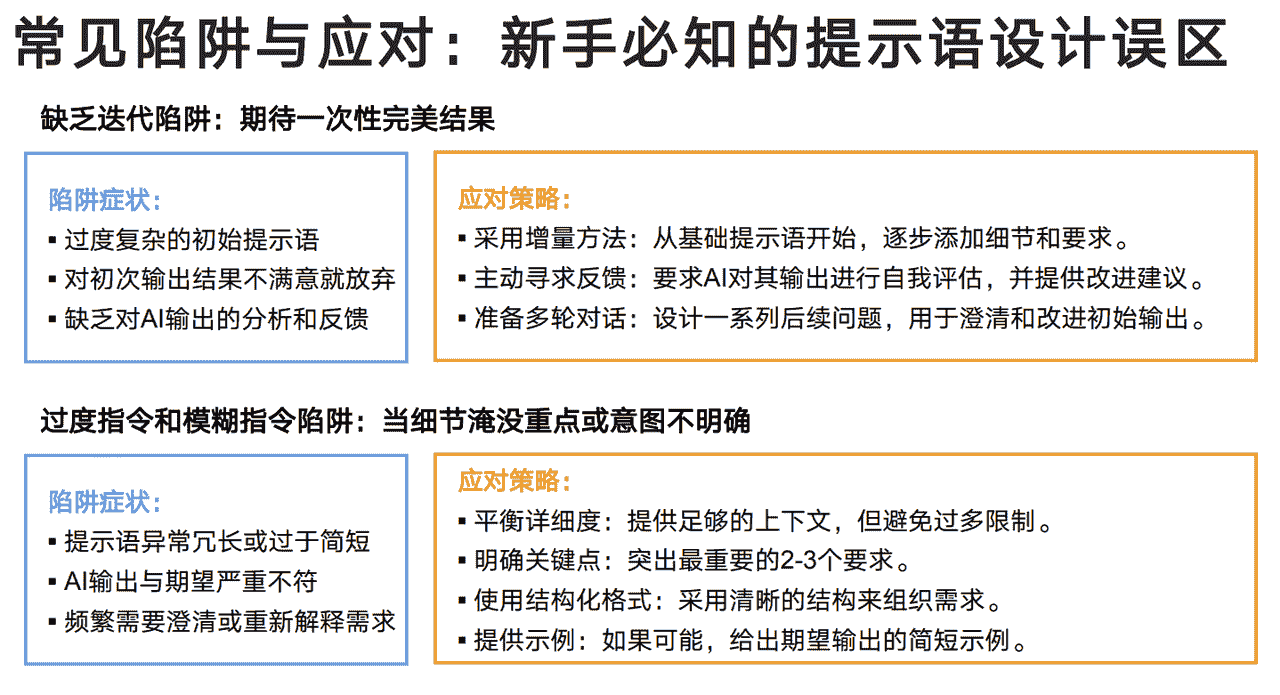 常见陷阱与应对：新手必知的提示语设计误区
缺乏迭代陷阱：期待一次性完美结果
陷阱症状：
▪ 过度复杂的初始提示语
▪ 对初次输出结果不满意就放弃
▪ 缺乏对AI输出的分析和反馈
应对策略：
▪ 采用增量方法：从基础提示语开始，逐步添加细节和要求。
▪ 主动寻求反馈：要求AI对其输出进行自我评估，并提供改进建议。
▪ 准备多轮对话：设计一系列后续问题，用于澄清和改进初始输出。
过度指令和模糊指令陷阱：当细节淹没重点或意图不明确
陷阱症状：
▪ 提示语异常冗长或过于简短
▪ AI输出与期望严重不符
▪ 频繁需要澄清或重新解释需求
应对策略：
▪ 平衡详细度：提供足够的上下文，但避免过多限制。
▪ 明确关键点：突出最重要的2-3个要求。
▪ 使用结构化格式：采用清晰的结构来组织需求。
▪ 提供示例：如果可能，给出期望输出的简短示例。